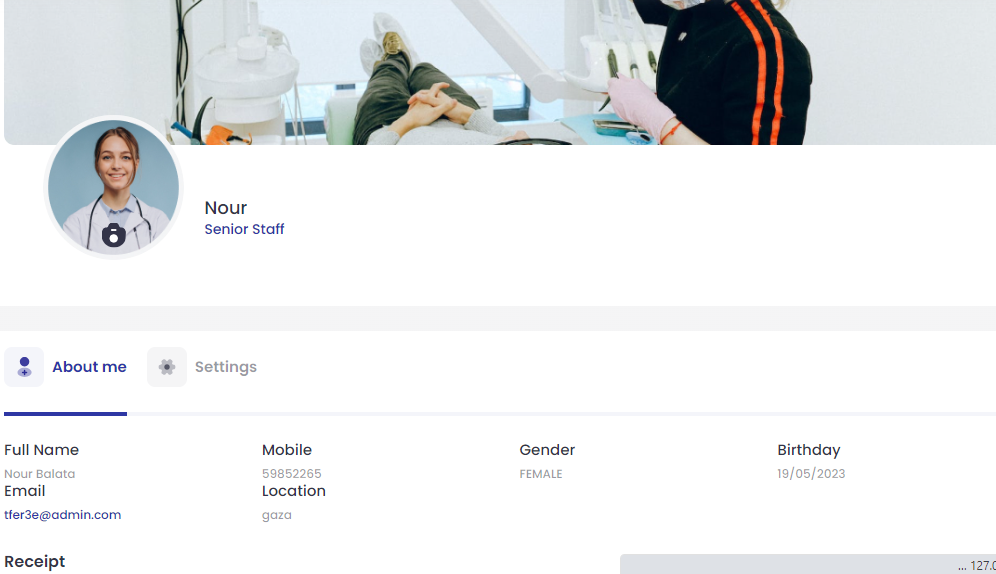 Nour
Senior Staff
About me Settings
Full Name Mobile Gender Birthday
Nour Balata 59852265 FEMALE 19/05/2023
Email Location
tfer3e@admin.com gaza
Receipt
... 127.0